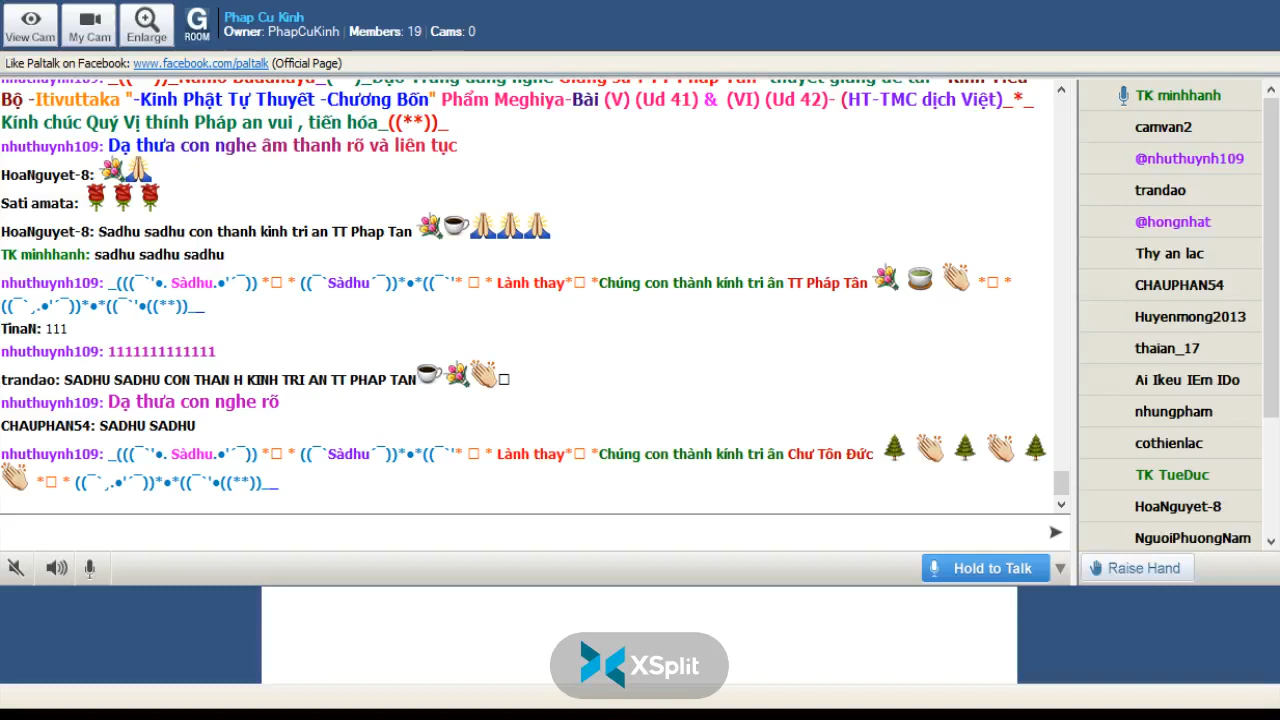 View Cam
My Cam
Enlarge
G
ROOM
Phap Cu Kinh
Owner: PhapCuKinh | Members: 19 | Cams: 0
Like Paltalk on Facebook: www.facebook.com/paltalk (Official Page)
Bộ -Itivuttaka "-Kinh Phật Tự Thuyết -Chương Bốn" Phẩm Meghiya-Bài (V) (Ud 41) & (VI) (Ud 42)- (HT-TMC dịch Việt)_*_
Kính chúc Quý Vị thính Pháp an vui , tiến hóa_((**))_
nhuthuynh109: Dạ thưa con nghe âm thanh rõ và liên tục
HoaNguyet-8:
Sati amata:
HoaNguyet-8: Sadhu sadhu con thanh kinh tri an TT Phap Tan
TK minhhanh: sadhu sadhu sadhu
nhuthuynh109: _(((¯`'•. Sàdhu.•'´¯)) *□ * ((¯`Sàdhu´¯))*•*((¯`'* □ * Lành thay*□ *Chúng con thành kính tri ân TT Pháp Tân *□ *
((¯`¸.•'´¯))*•*((¯`'•((**))__
TinaN: 111
nhuthuynh109: 1111111111111
trandao: SADHU SADHU CON THAN H KINH TRI AN TT PHAP TAN □
nhuthuynh109: Dạ thưa con nghe rõ
CHAUPHAN54: SADHU SADHU
nhuthuynh109: _(((¯`'•. Sàdhu.•'´¯)) *□ * ((¯`Sàdhu´¯))*•*((¯`'* □ * Lành thay*□ *Chúng con thành kính tri ân Chư Tôn Đức
*□ * ((¯`¸.•'´¯))*•*((¯`'•((**))__
TK minhhanh
camvan2
@nhuthuynh109
trandao
@hongnhat
Thy an lac
CHAUPHAN54
Huyenmong2013
thaian_17
Ai Ikeu IEm IDo
nhungpham
cothienlac
TK TueDuc
HoaNguyet-8
NguoiPhuongNam
Hold to Talk
Raise Hand
XSplit